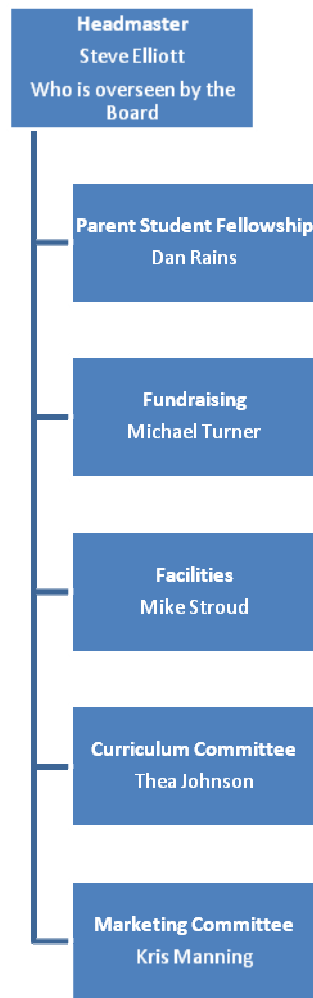 Headmaster
Steve Elliott
Who is overseen by the
Board
Parent Student Fellowship
Dan Rains
Fundraising
Michael Turner
Facilities
Mike Stroud
Curriculum Committee
Thea Johnson
Marketing Committee
Kris Manning